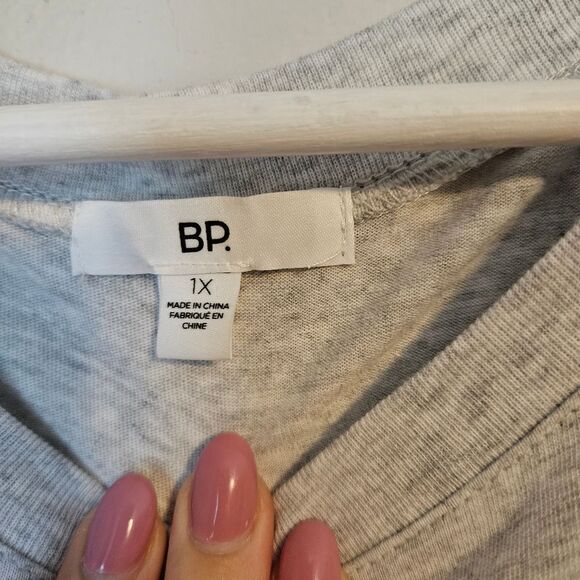 BP.
1X
MADE IN CHINA
FABRIQUÉ EN
CHINE